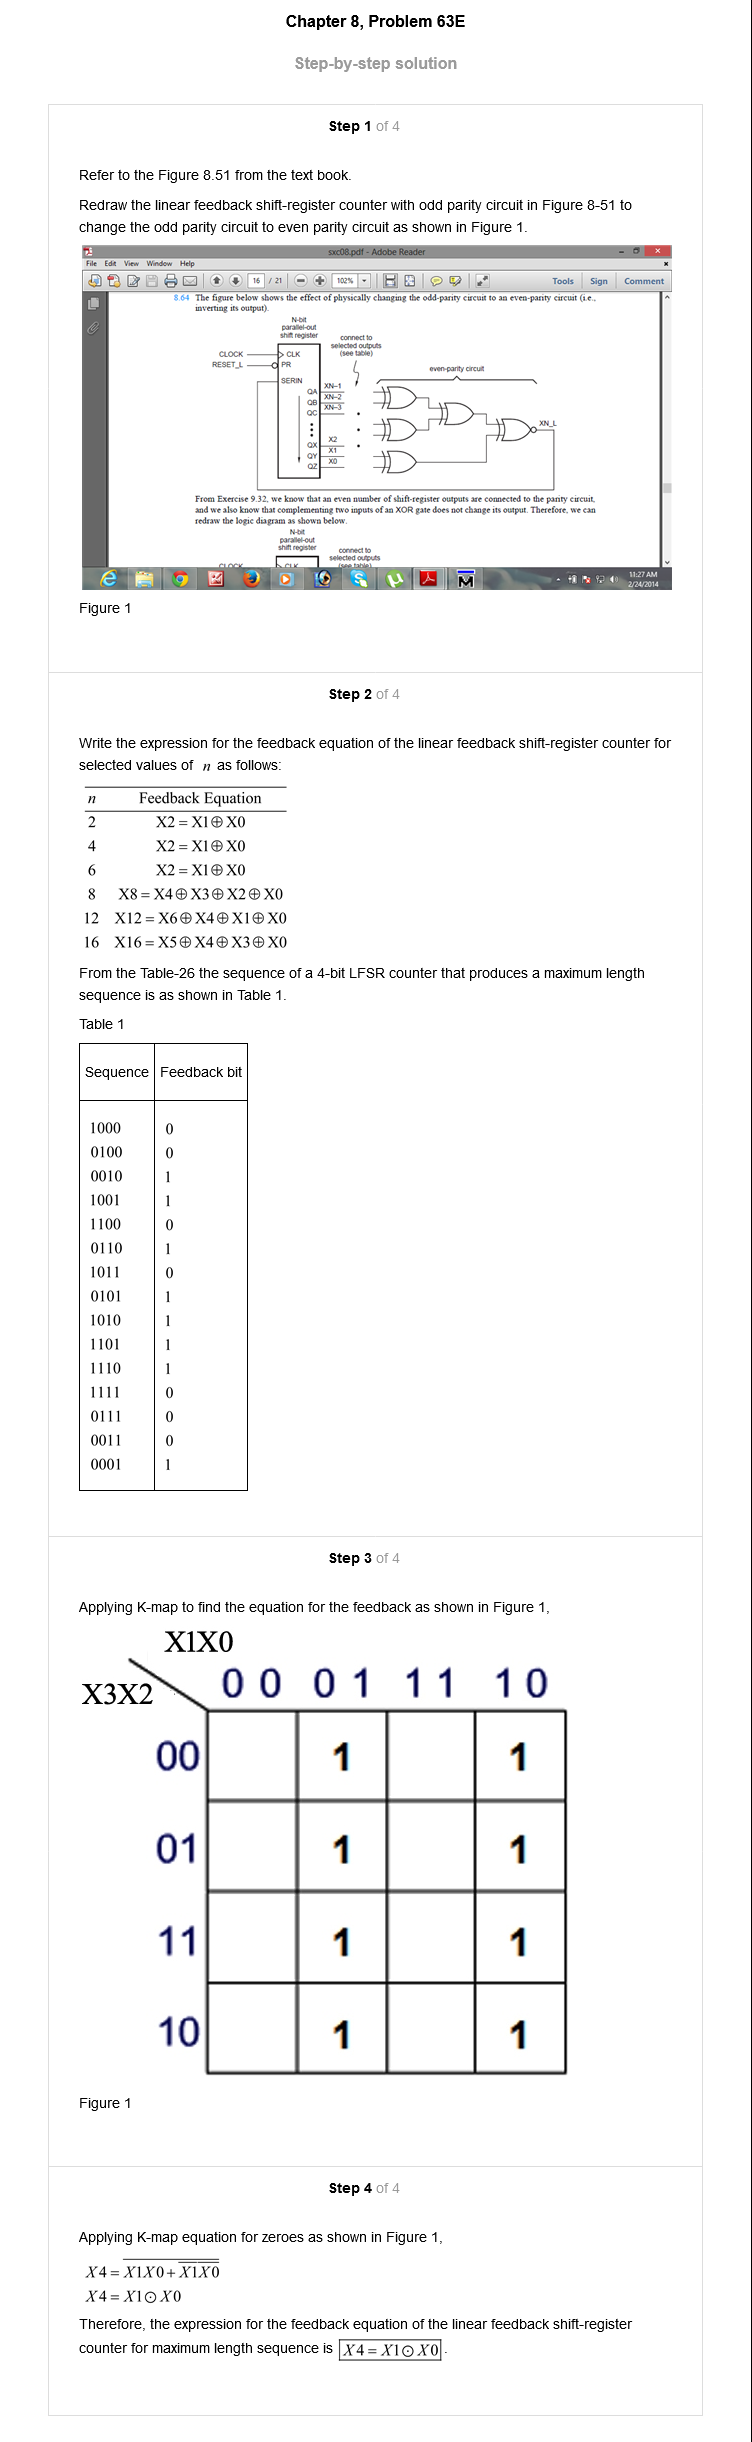 Chapter 8, Problem 63E
Step-by-step solution
Step 1 of 4
Refer to the Figure 8.51 from the text book.
Redraw the linear feedback shift-register counter with odd parity circuit in Figure 8-51 to
change the odd parity circuit to even parity circuit as shown in Figure 1.
sxc08.pdf - Adobe Reader
File Edit View Window Help
16 / 21 102% Tools Sign Comment
8.64 The figure below shows the effect of physically changing the odd-parity circuit to an even-parity circuit (i.e.,
inverting its output).
N-bit
parallel-out
shift register
connect to
selected outputs
(see table)
CLOCK
CLK
RESET_L
PR
SERIN
even-parity circuit
QA XN-1
QB XN-2
QC XN-3
XN_L
QX X2
QY X1
QZ X0
From Exercise 9.32, we know that an even number of shift-register outputs are connected to the parity circuit,
and we also know that complementing two inputs of an XOR gate does not change its output. Therefore, we can
redraw the logic diagram as shown below.
N-bit
parallel-out
shift register
connect to
selected outputs
(see table)
CLOCK
CLK
11:27 AM
2/24/2014
Figure 1
Step 2 of 4
Write the expression for the feedback equation of the linear feedback shift-register counter for
selected values of n as follows:
n Feedback Equation
2 X2 = X1⊕X0
4 X2 = X1⊕X0
6 X2 = X1⊕X0
8 X8 = X4⊕X3⊕X2⊕X0
12 X12 = X6⊕X4⊕X1⊕X0
16 X16 = X5⊕X4⊕X3⊕X0
From the Table-26 the sequence of a 4-bit LFSR counter that produces a maximum length
sequence is as shown in Table 1.
Table 1
Sequence Feedback bit
1000 0
0100 0
0010 1
1001 1
1100 0
0110 1
1011 0
0101 1
1010 1
1101 1
1110 1
1111 0
0111 0
0011 0
0001 1
Step 3 of 4
Applying K-map to find the equation for the feedback as shown in Figure 1,
X1X0
X3X2
0 0 0 1 1 1 1 0
00 1 1
01 1 1
11 1 1
10 1 1
Figure 1
Step 4 of 4
Applying K-map equation for zeroes as shown in Figure 1,
X4 = \overline{X1X0 + \overline{X1}\overline{X0}}
X4 = X1⊙X0
Therefore, the expression for the feedback equation of the linear feedback shift-register
counter for maximum length sequence is X4 = X1⊙X0.